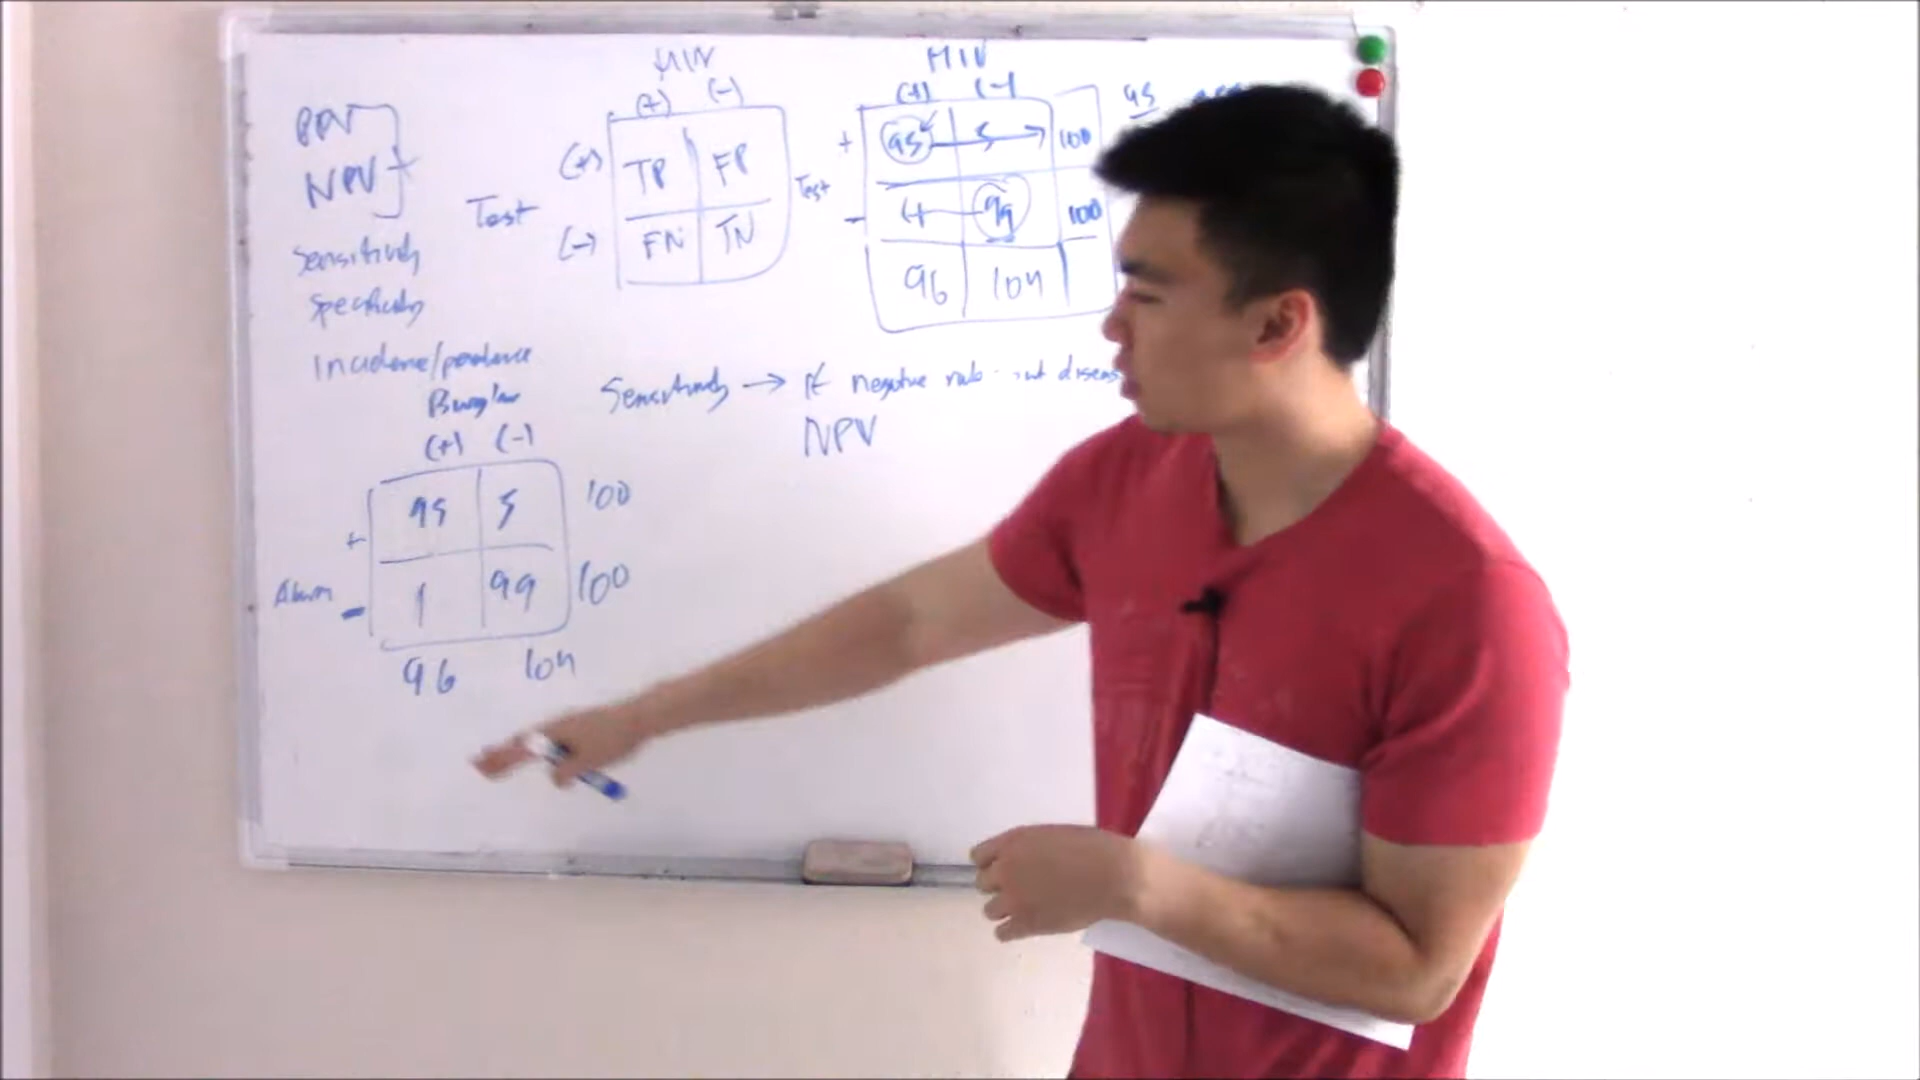 PPV
NPV
Sensitivity
Specificity
Incidence/prevalence
HIV
(+) (-)
Test
(+) TP FP
(-) FN TN
HIV
(+) (-)
Test
+ 95 5 100
- 1 99 100
96 104
95
Sensitivity → If negative rule out diseas
NPV
Burglar
(+) (-)
Alarm
+ 95 5 100
- 1 99 100
96 104